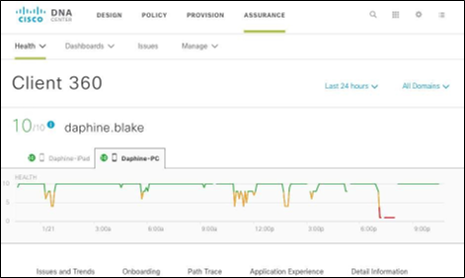 CISCO DNA CENTER DESIGN POLICY PROVISION ASSURANCE
Health Dashboards Issues Manage
Client 360
Last 24 hours All Domains
10/10 daphine.blake
Daphine-iPad Daphine-PC
HEALTH
10
5
0
1/21 3:00a 6:00a 9:00a 12:00p 3:00p 6:00p 9:00p
Issues and Trends Onboarding Path Trace Application Experience Detail Information